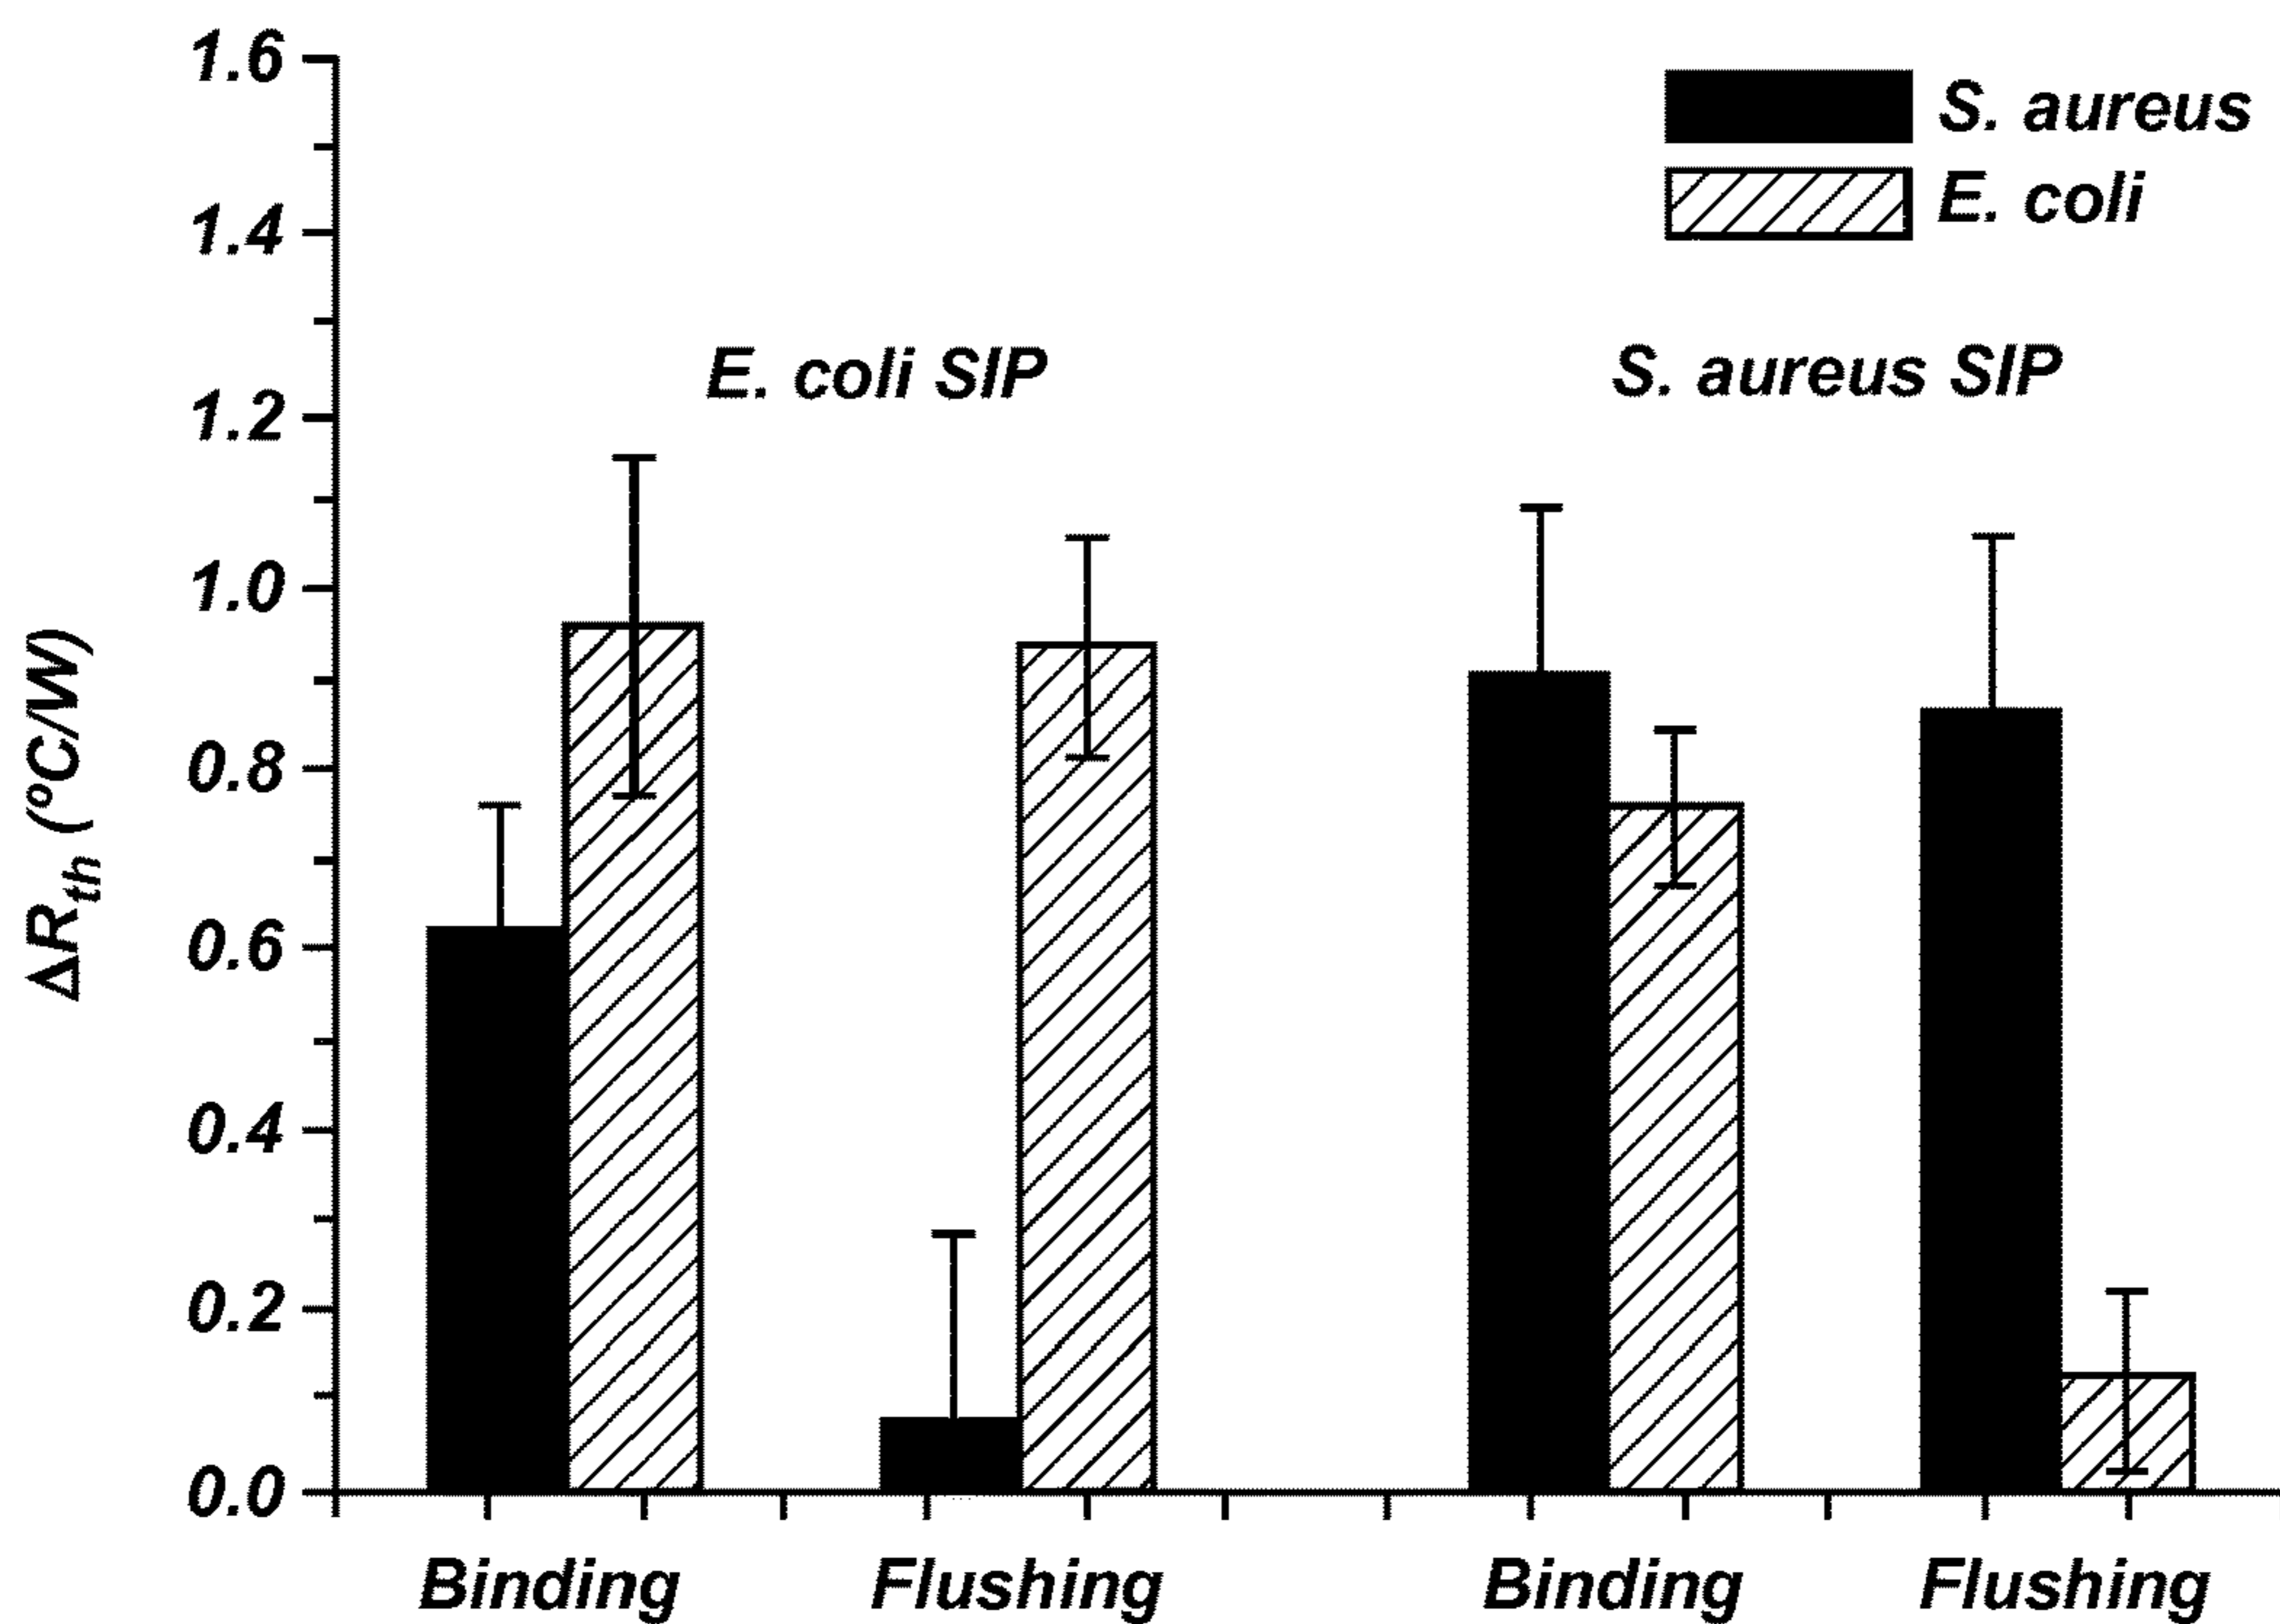 1.6
1.4
1.2
1.0
0.8
0.6
0.4
0.2
0.0
ΔRth (ºC/W)
S. aureus
E. coli
E. coli SIP
S. aureus SIP
Binding Flushing Binding Flushing